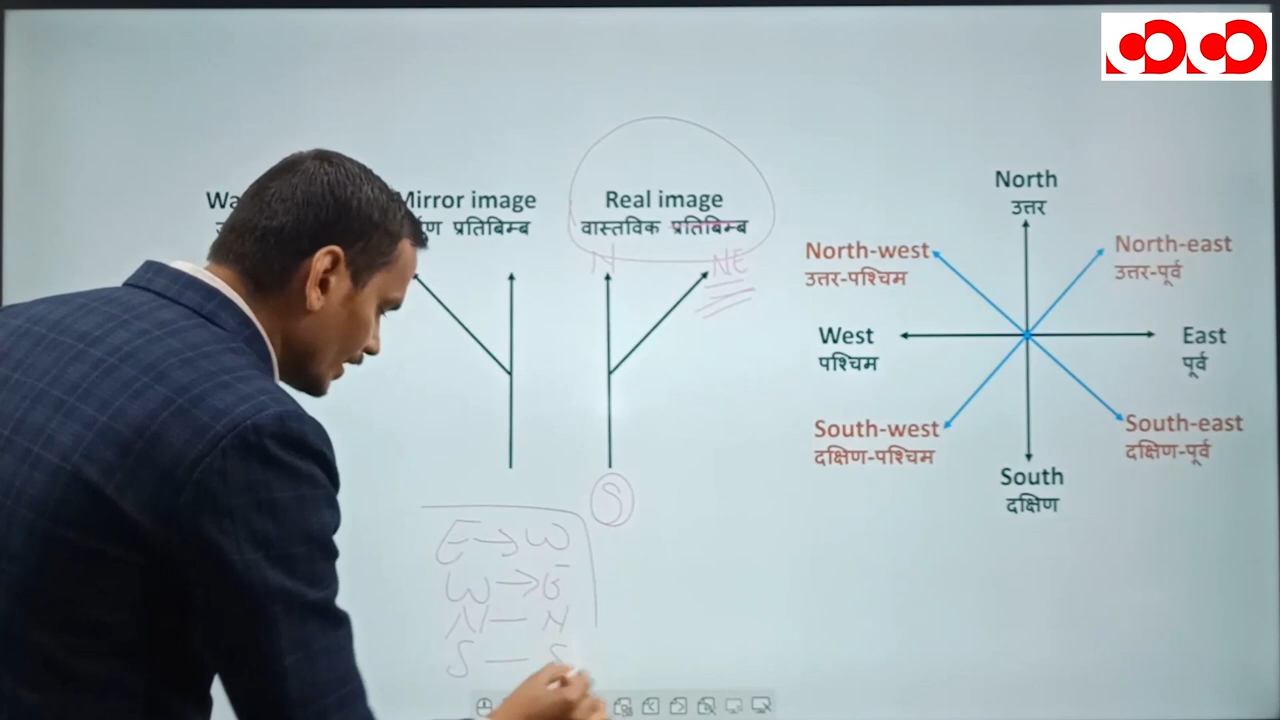 Mirror image
प्रतिबिम्ब
Real image
वास्तविक प्रतिबिम्ब
N NE
S
E → W
W → E
N — N
S — S
North
उत्तर
North-west
उत्तर-पश्चिम
North-east
उत्तर-पूर्व
West
पश्चिम
East
पूर्व
South-west
दक्षिण-पश्चिम
South-east
दक्षिण-पूर्व
South
दक्षिण